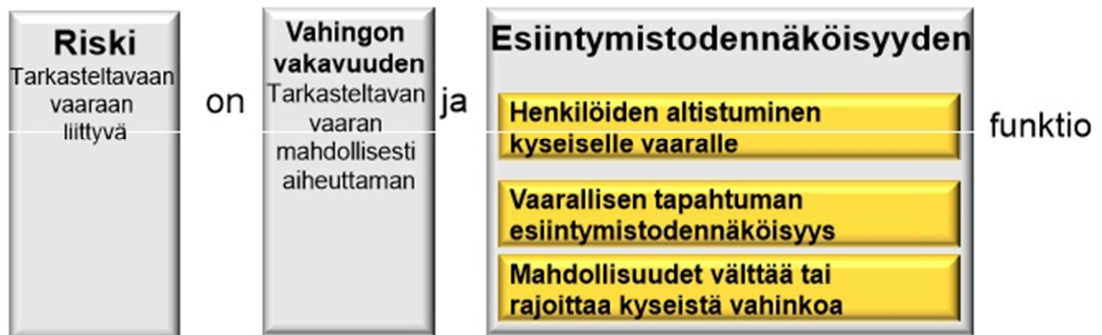 Riski
Tarkasteltavaan
vaaraan
liittyvä
on
Vahingon
vakavuuden
Tarkasteltavan
vaaran
mahdollisesti
aiheuttaman
ja
Esiintymistodennäköisyyden
Henkilöiden altistuminen
kyseiselle vaaralle
Vaarallisen tapahtuman
esiintymistodennäköisyys
Mahdollisuudet välttää tai
rajoittaa kyseistä vahinkoa
funktio